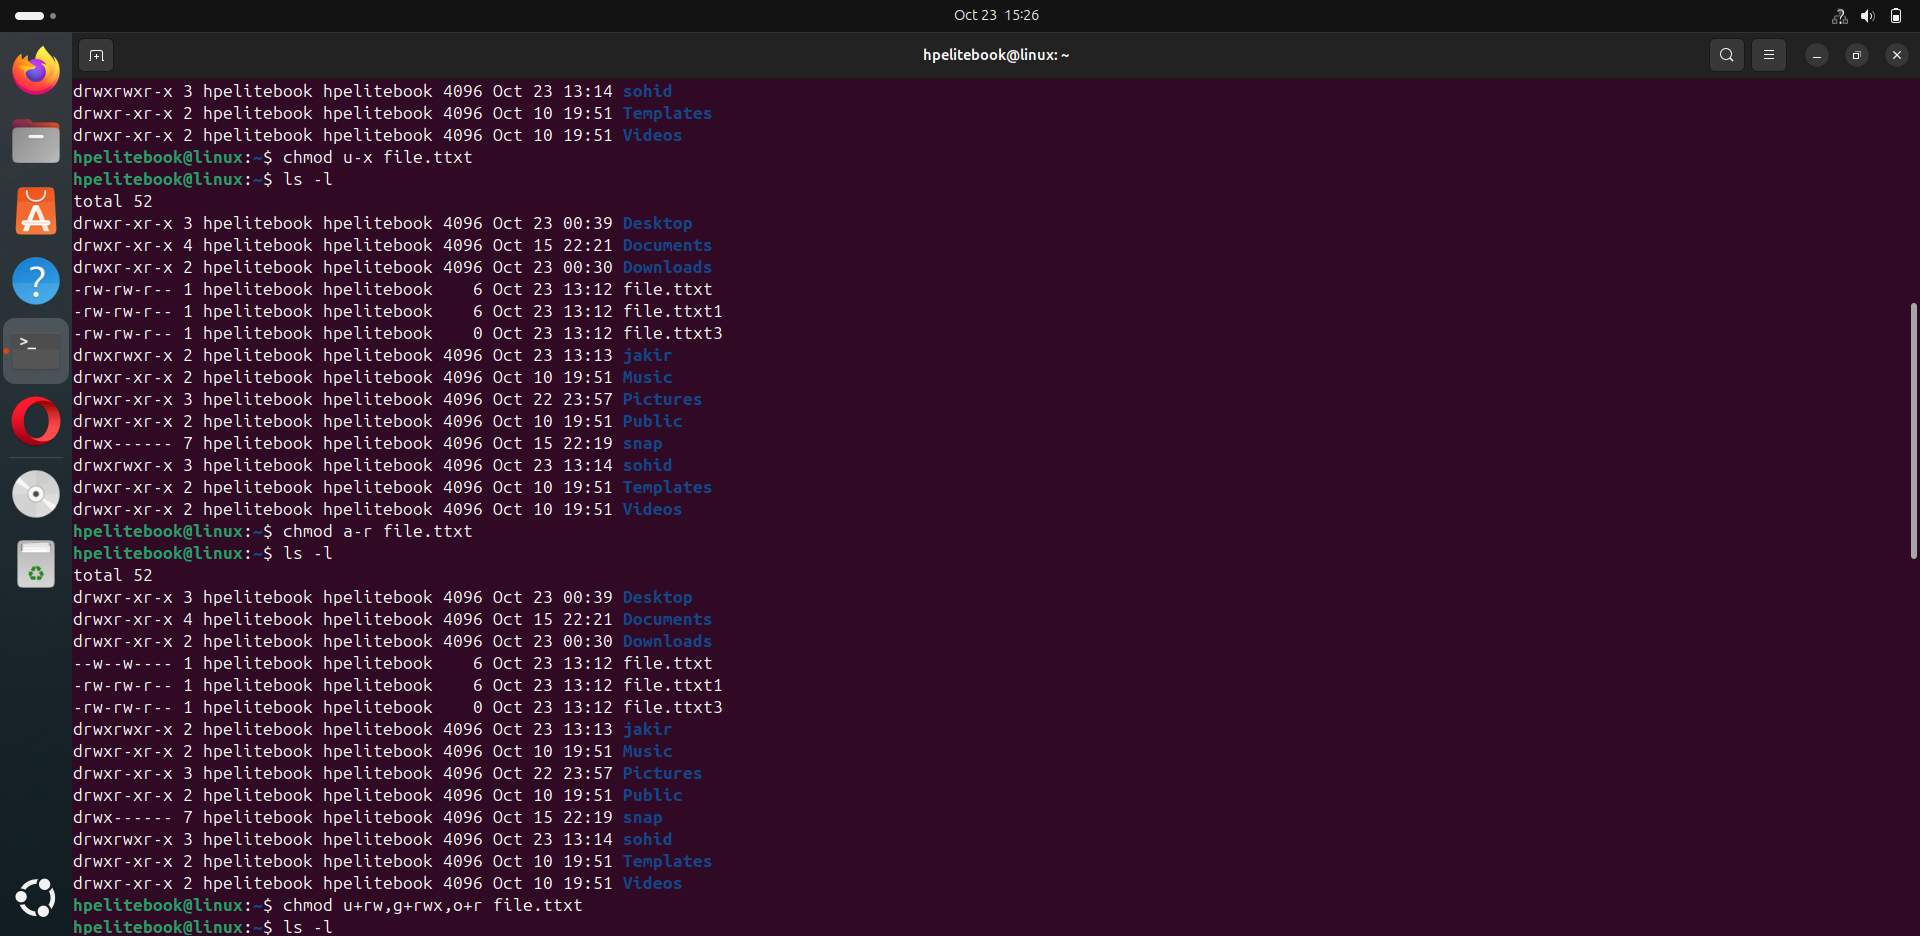 Oct 23 15:26
hpelitebook@linux: ~
drwxrwxr-x 3 hpelitebook hpelitebook 4096 Oct 23 13:14 sohid
drwxr-xr-x 2 hpelitebook hpelitebook 4096 Oct 10 19:51 Templates
drwxr-xr-x 2 hpelitebook hpelitebook 4096 Oct 10 19:51 Videos
hpelitebook@linux:~$ chmod u-x file.ttxt
hpelitebook@linux:~$ ls -l
total 52
drwxr-xr-x 3 hpelitebook hpelitebook 4096 Oct 23 00:39 Desktop
drwxr-xr-x 4 hpelitebook hpelitebook 4096 Oct 15 22:21 Documents
drwxr-xr-x 2 hpelitebook hpelitebook 4096 Oct 23 00:30 Downloads
-rw-rw-r-- 1 hpelitebook hpelitebook    6 Oct 23 13:12 file.ttxt
-rw-rw-r-- 1 hpelitebook hpelitebook    6 Oct 23 13:12 file.ttxt1
-rw-rw-r-- 1 hpelitebook hpelitebook    0 Oct 23 13:12 file.ttxt3
drwxrwxr-x 2 hpelitebook hpelitebook 4096 Oct 23 13:13 jakir
drwxr-xr-x 2 hpelitebook hpelitebook 4096 Oct 10 19:51 Music
drwxr-xr-x 3 hpelitebook hpelitebook 4096 Oct 22 23:57 Pictures
drwxr-xr-x 2 hpelitebook hpelitebook 4096 Oct 10 19:51 Public
drwx------ 7 hpelitebook hpelitebook 4096 Oct 15 22:19 snap
drwxrwxr-x 3 hpelitebook hpelitebook 4096 Oct 23 13:14 sohid
drwxr-xr-x 2 hpelitebook hpelitebook 4096 Oct 10 19:51 Templates
drwxr-xr-x 2 hpelitebook hpelitebook 4096 Oct 10 19:51 Videos
hpelitebook@linux:~$ chmod a-r file.ttxt
hpelitebook@linux:~$ ls -l
total 52
drwxr-xr-x 3 hpelitebook hpelitebook 4096 Oct 23 00:39 Desktop
drwxr-xr-x 4 hpelitebook hpelitebook 4096 Oct 15 22:21 Documents
drwxr-xr-x 2 hpelitebook hpelitebook 4096 Oct 23 00:30 Downloads
--w--w---- 1 hpelitebook hpelitebook    6 Oct 23 13:12 file.ttxt
-rw-rw-r-- 1 hpelitebook hpelitebook    6 Oct 23 13:12 file.ttxt1
-rw-rw-r-- 1 hpelitebook hpelitebook    0 Oct 23 13:12 file.ttxt3
drwxrwxr-x 2 hpelitebook hpelitebook 4096 Oct 23 13:13 jakir
drwxr-xr-x 2 hpelitebook hpelitebook 4096 Oct 10 19:51 Music
drwxr-xr-x 3 hpelitebook hpelitebook 4096 Oct 22 23:57 Pictures
drwxr-xr-x 2 hpelitebook hpelitebook 4096 Oct 10 19:51 Public
drwx------ 7 hpelitebook hpelitebook 4096 Oct 15 22:19 snap
drwxrwxr-x 3 hpelitebook hpelitebook 4096 Oct 23 13:14 sohid
drwxr-xr-x 2 hpelitebook hpelitebook 4096 Oct 10 19:51 Templates
drwxr-xr-x 2 hpelitebook hpelitebook 4096 Oct 10 19:51 Videos
hpelitebook@linux:~$ chmod u+rw,g+rwx,o+r file.ttxt
hpelitebook@linux:~$ ls -l